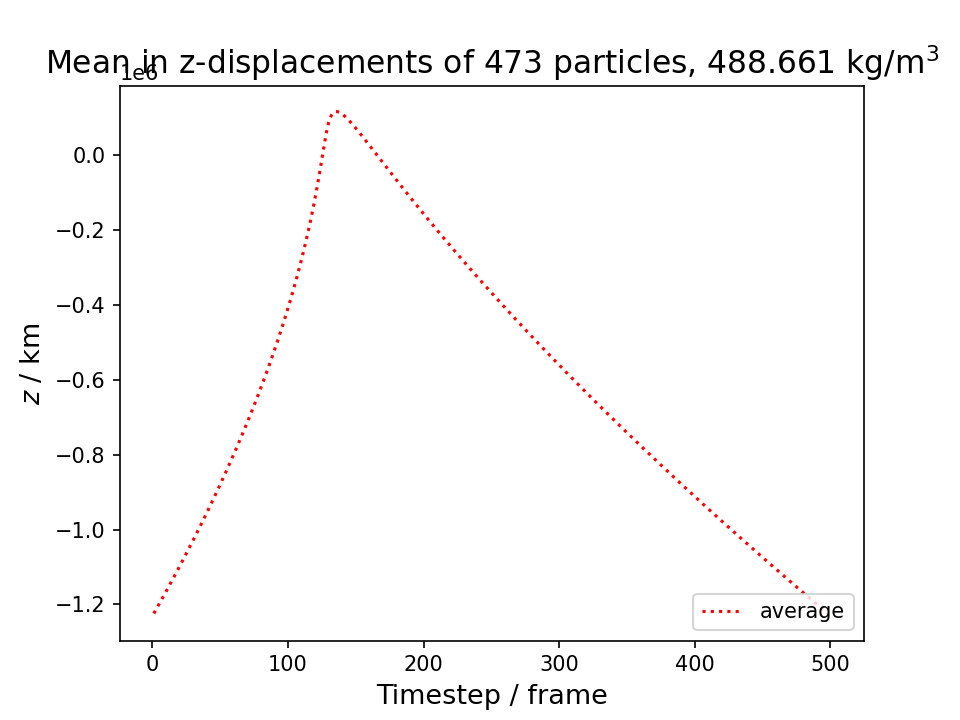 Mean in z-displacements of 473 particles, 488.661 kg/m³
1e6
0.0
−0.2
−0.4
−0.6
−0.8
−1.0
−1.2
z / km
0 100 200 300 400 500
Timestep / frame
average